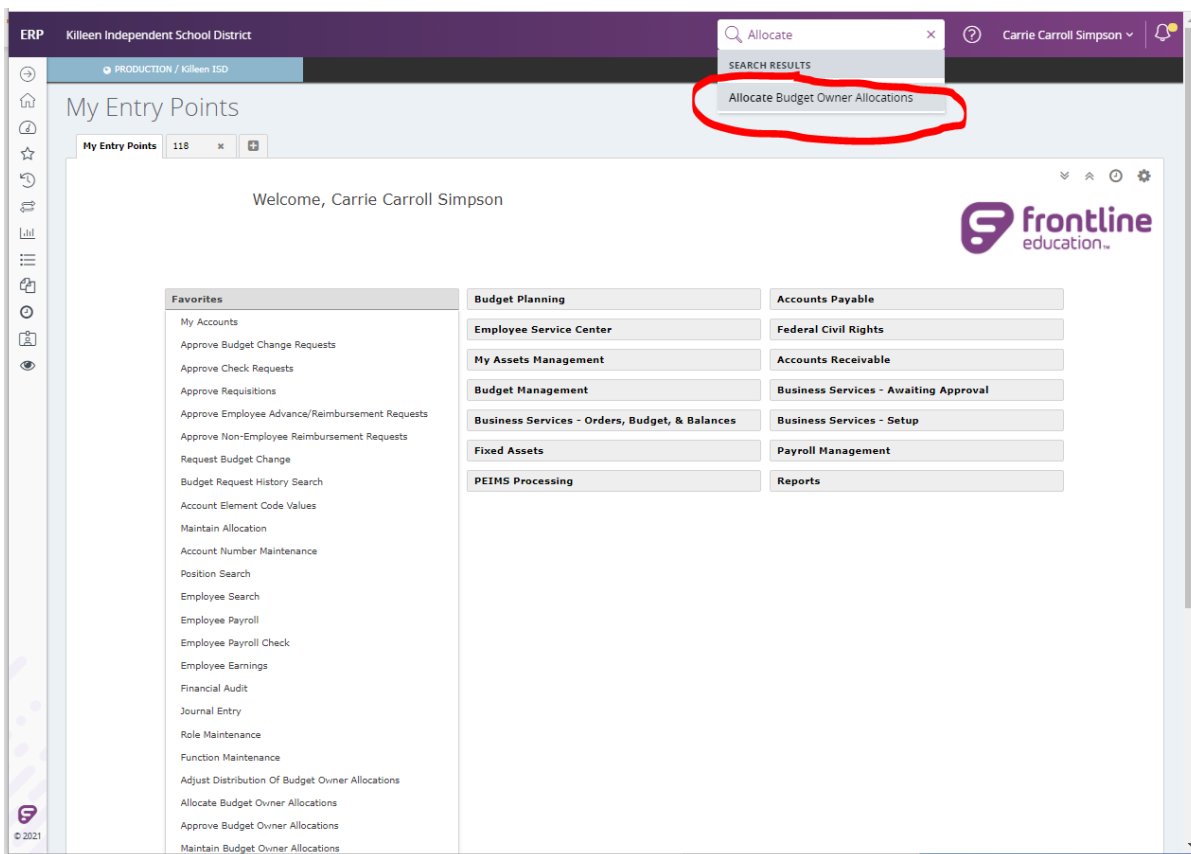 ERP Killeen Independent School District Allocate × ? Carrie Carroll Simpson
PRODUCTION / Killeen ISD
SEARCH RESULTS
Allocate Budget Owner Allocations
My Entry Points
My Entry Points 118
Welcome, Carrie Carroll Simpson
frontline
education™
Favorites
My Accounts
Approve Budget Change Requests
Approve Check Requests
Approve Requisitions
Approve Employee Advance/Reimbursement Requests
Approve Non-Employee Reimbursement Requests
Request Budget Change
Budget Request History Search
Account Element Code Values
Maintain Allocation
Account Number Maintenance
Position Search
Employee Search
Employee Payroll
Employee Payroll Check
Employee Earnings
Financial Audit
Journal Entry
Role Maintenance
Function Maintenance
Adjust Distribution Of Budget Owner Allocations
Allocate Budget Owner Allocations
Approve Budget Owner Allocations
Maintain Budget Owner Allocations
Budget Planning
Employee Service Center
My Assets Management
Budget Management
Business Services - Orders, Budget, & Balances
Fixed Assets
PEIMS Processing
Accounts Payable
Federal Civil Rights
Accounts Receivable
Business Services - Awaiting Approval
Business Services - Setup
Payroll Management
Reports
© 2021